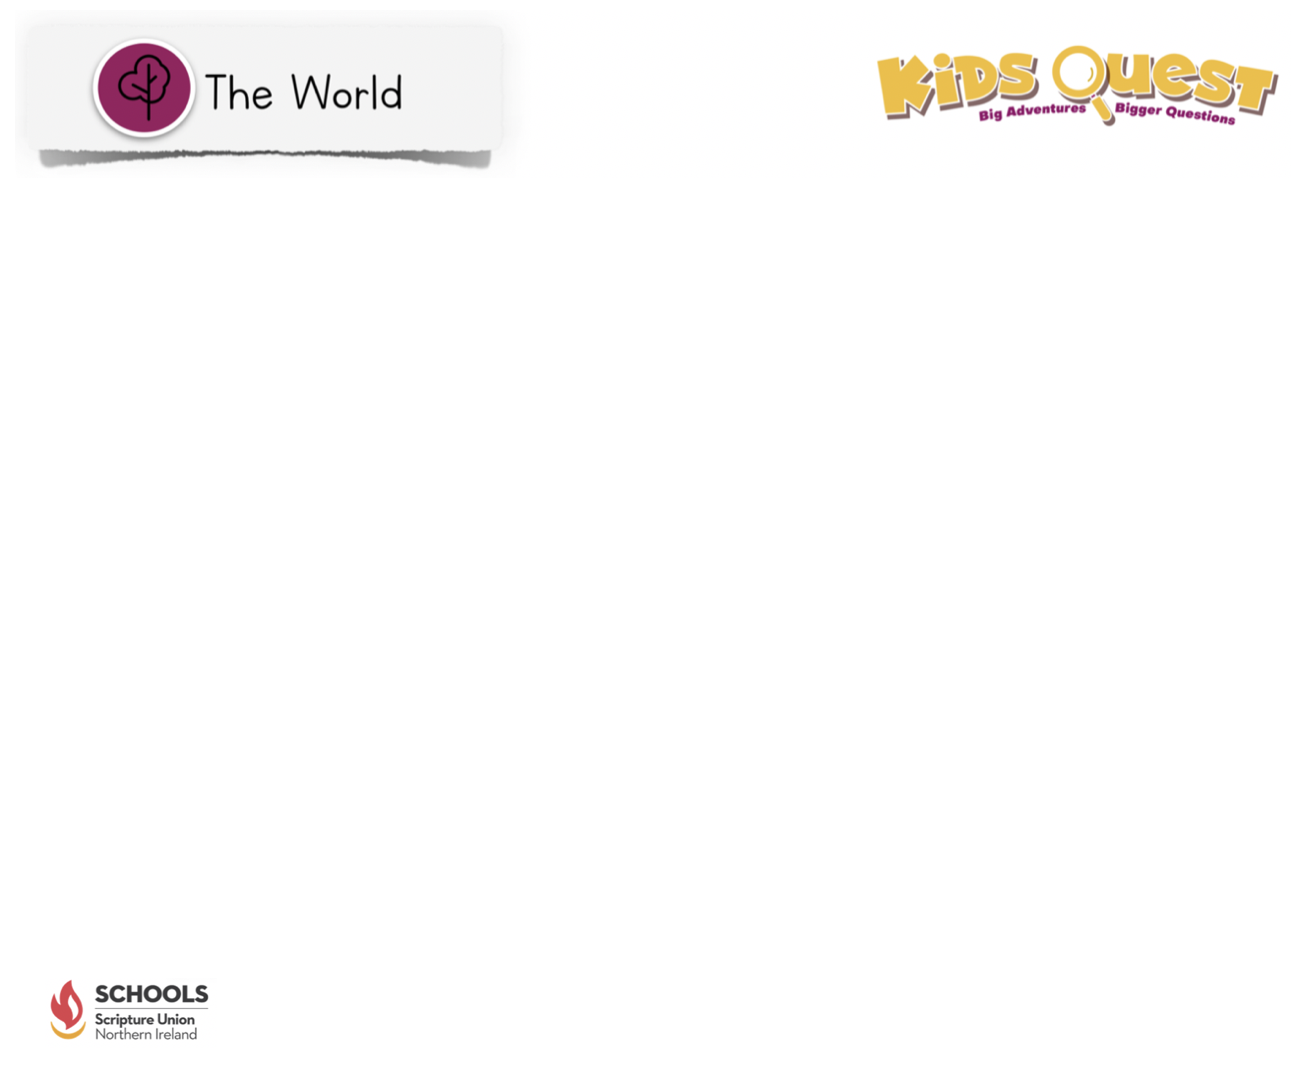 The World
KiDS QUEST
Big Adventures Bigger Questions
SCHOOLS
Scripture Union
Northern Ireland